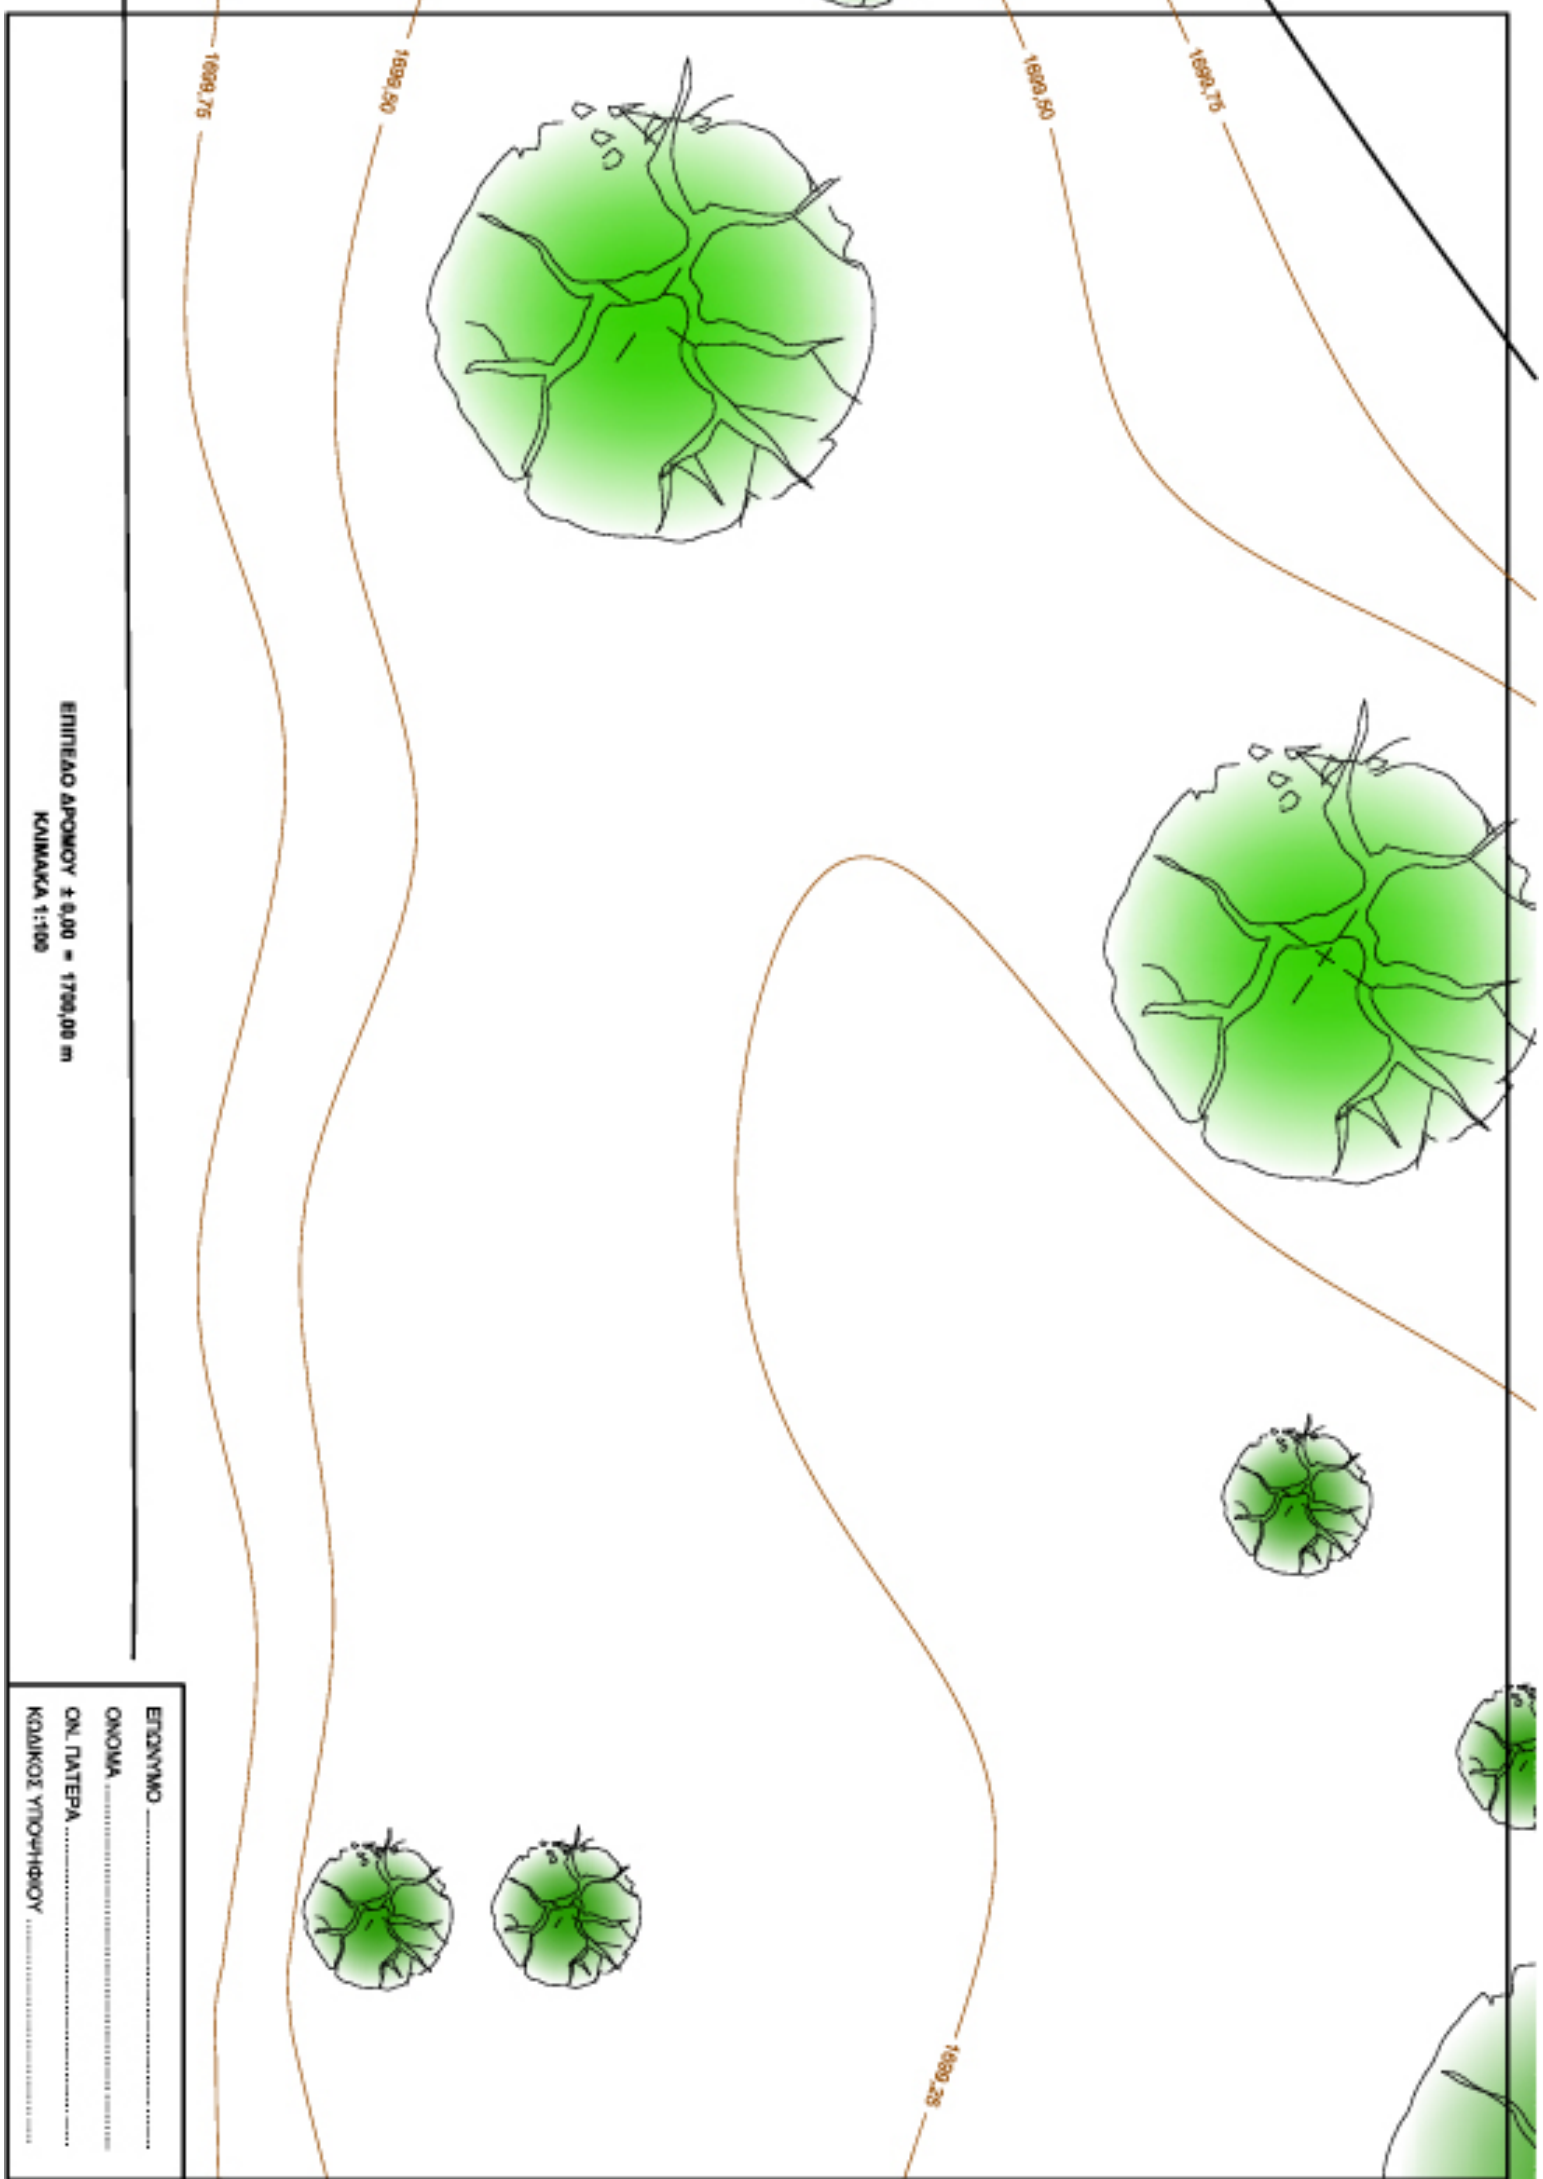 1699,75
1699,50
1699,50
1699,75
1699,25
ΕΠΙΠΕΔΟ ΔΡΟΜΟΥ ± 0,00 = 1700,00 m
ΚΛΙΜΑΚΑ 1:100
ΕΠΩΝΥΜΟ
ΟΝΟΜΑ
ΟΝ. ΠΑΤΕΡΑ
ΚΩΔΙΚΟΣ ΥΠΟΨΗΦΙΟΥ